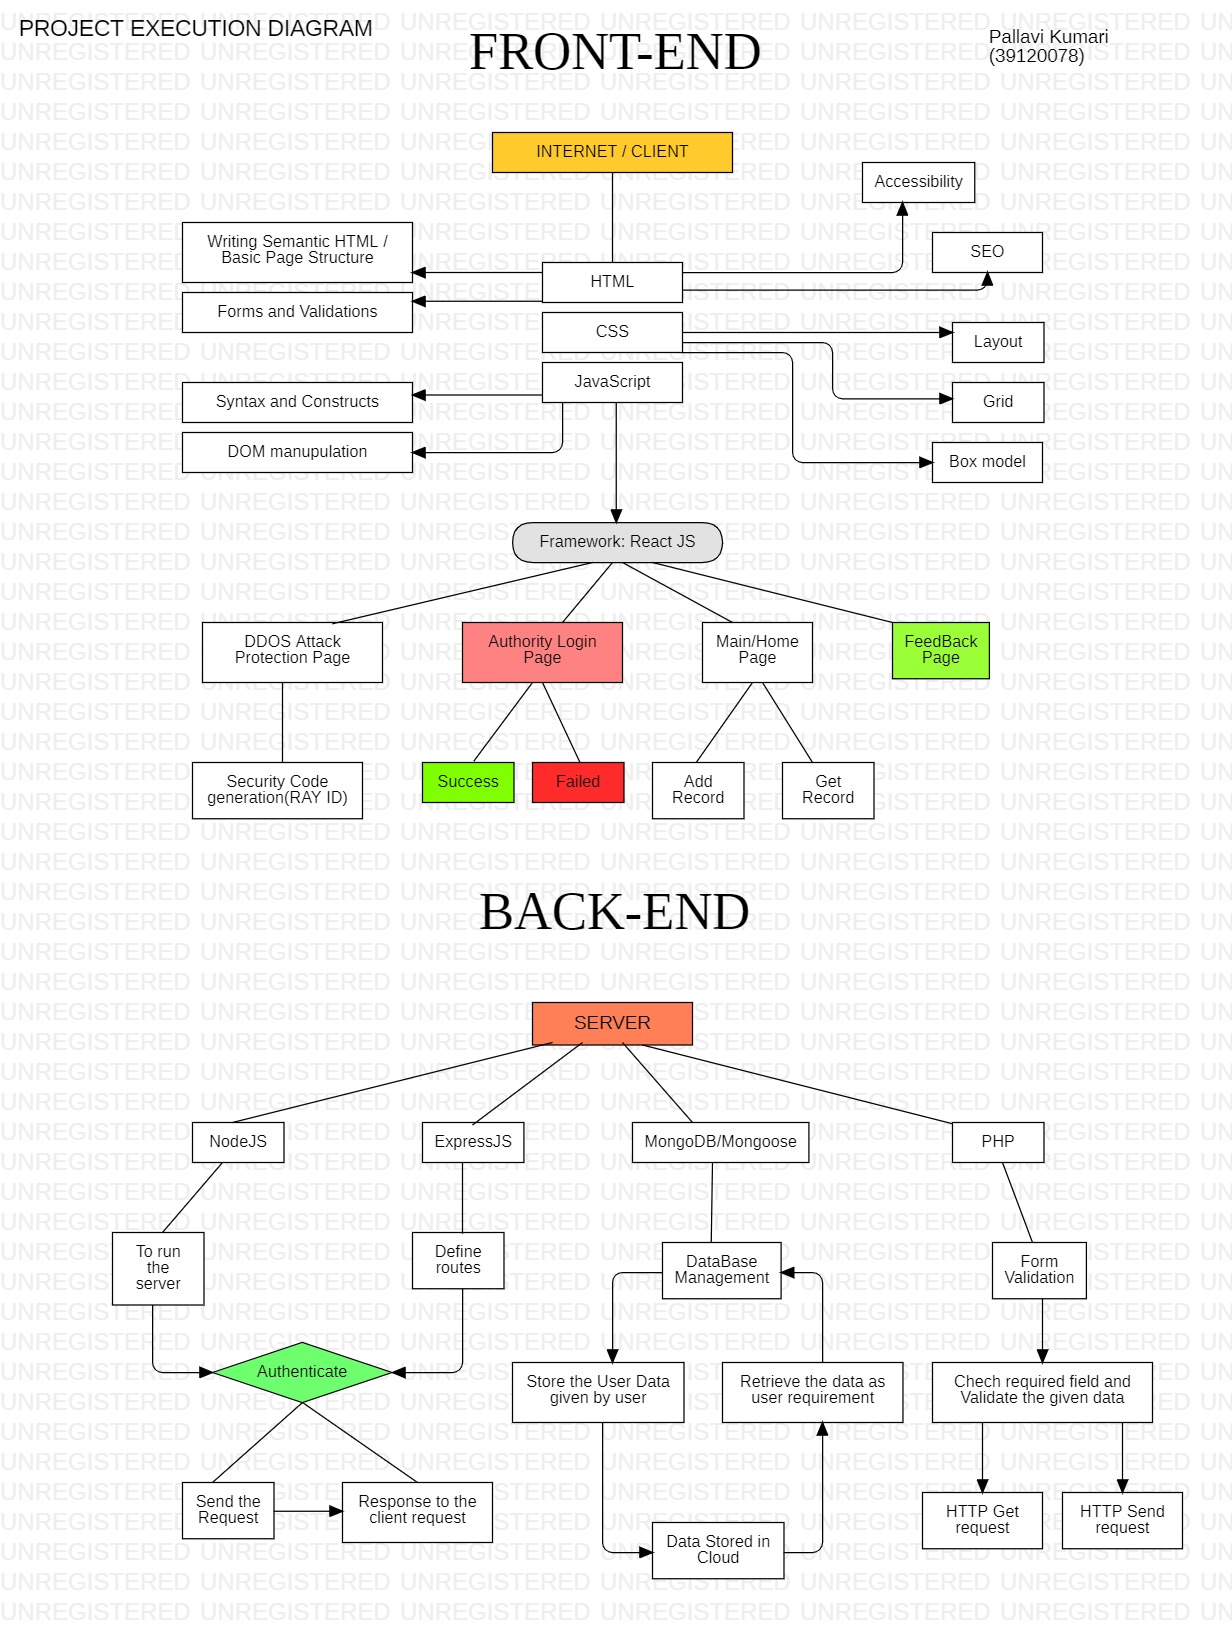 PROJECT EXECUTION DIAGRAM
FRONT-END
Pallavi Kumari
(39120078)
INTERNET / CLIENT
Accessibility
Writing Semantic HTML /
Basic Page Structure
SEO
HTML
Forms and Validations
CSS
Layout
JavaScript
Syntax and Constructs
Grid
DOM manupulation
Box model
Framework: React JS
DDOS Attack
Protection Page
Authority Login
Page
Main/Home
Page
FeedBack
Page
Security Code
generation(RAY ID)
Success
Failed
Add
Record
Get
Record
BACK-END
SERVER
NodeJS
ExpressJS
MongoDB/Mongoose
PHP
To run
the
server
Define
routes
DataBase
Management
Form
Validation
Authenticate
Store the User Data
given by user
Retrieve the data as
user requirement
Chech required field and
Validate the given data
Send the
Request
Response to the
client request
Data Stored in
Cloud
HTTP Get
request
HTTP Send
request
UNREGISTERED